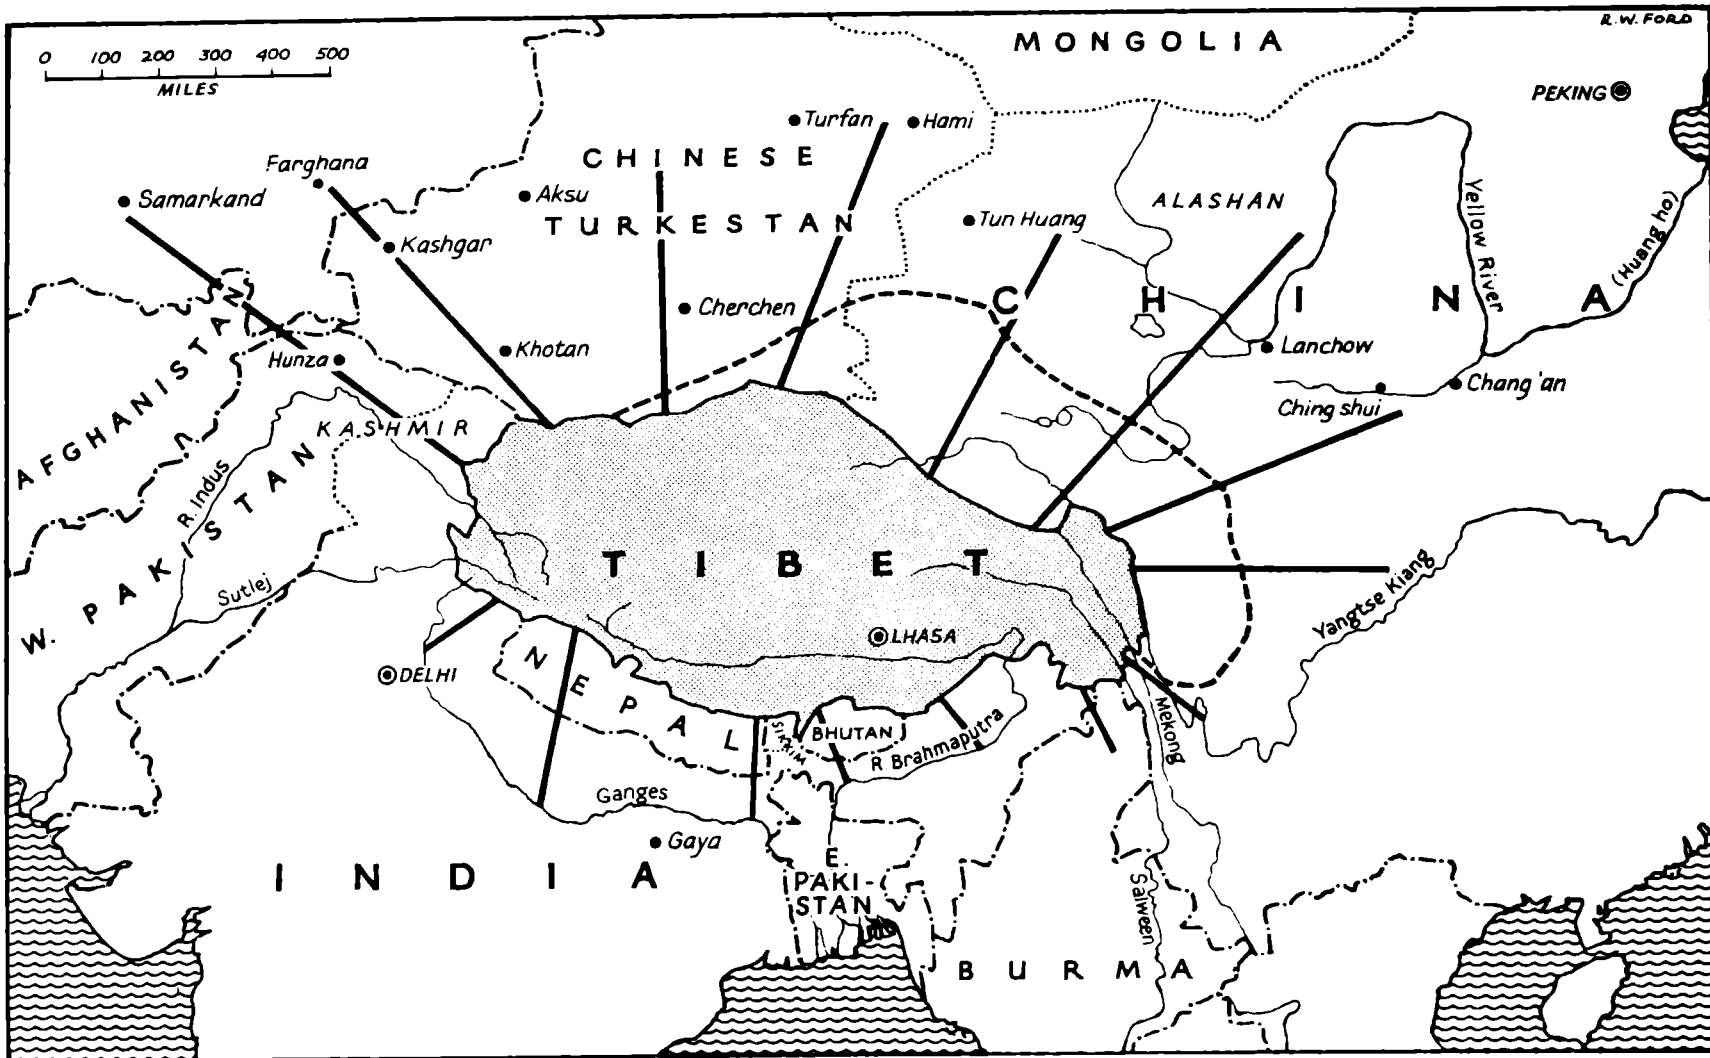 R.W. FORD
0 100 200 300 400 500
MILES
MONGOLIA
PEKING
Turfan
Hami
CHINESE
Farghana
Samarkand
Aksu
ALASHAN
Yellow River
(Huang ho)
TURKESTAN
Tun Huang
Kashgar
CHINA
Cherchen
AFGHANISTAN
Hunza
Khotan
Lanchow
Chang'an
Ching shui
KASHMIR
R. Indus
W. PAKISTAN
TIBET
Sutlej
Yangtse Kiang
LHASA
DELHI
NEPAL
SIKKIM
BHUTAN
R Brahmaputra
Mekong
Ganges
Gaya
INDIA
E.
PAKI-
STAN
Salween
BURMA